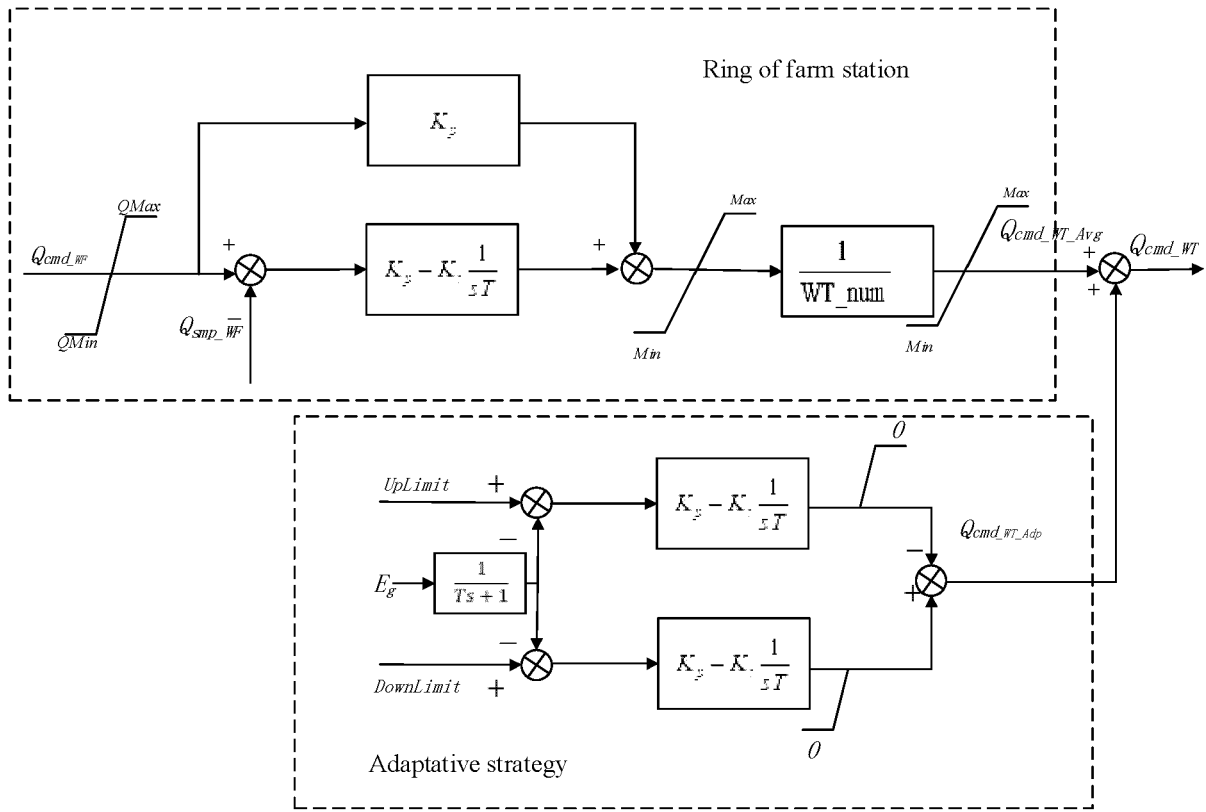 Ring of farm station
K_p
QMax
Q_cmd_WF
QMin
+
Q_smp_WF
−
K_p − K_i 1/sT
+
Max
Min
1/WT_num
Max
Min
Q_cmd_WT_Avg
+
+
Q_cmd_WT
UpLimit
+
−
K_p − K_i 1/sT
0
E_g
1/Ts + 1
−
+
Q_cmd_WT_Adp
−
DownLimit
+
K_p − K_i 1/sT
0
Adaptative strategy